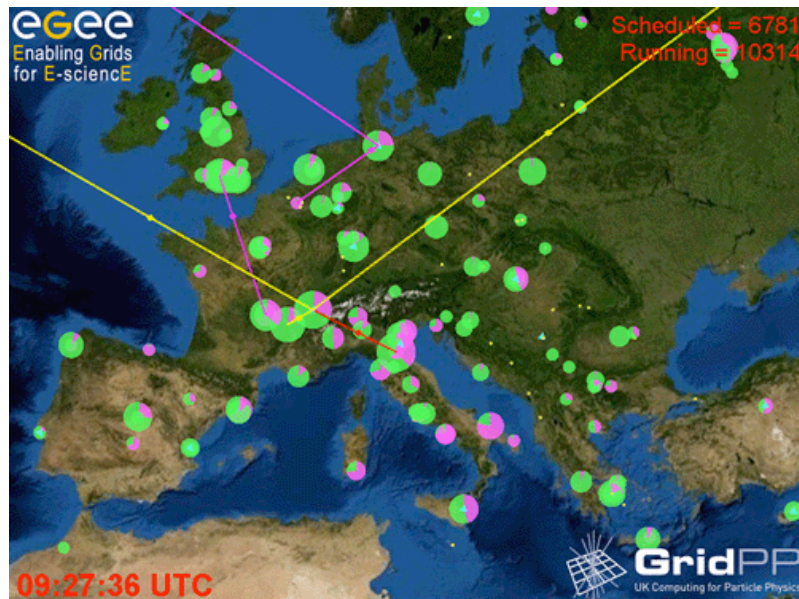 egee
Enabling Grids
for E-sciencE
Scheduled = 6781
Running = 10314
09:27:36 UTC
GridPP
UK Computing for Particle Physics